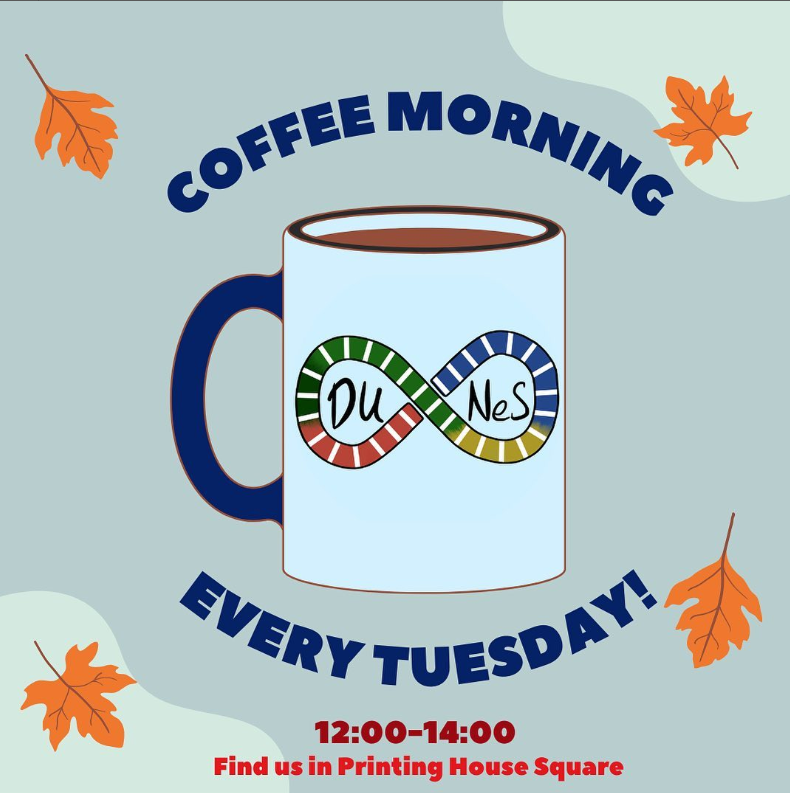 COFFEE MORNING
DU NeS
EVERY TUESDAY!
12:00-14:00
Find us in Printing House Square